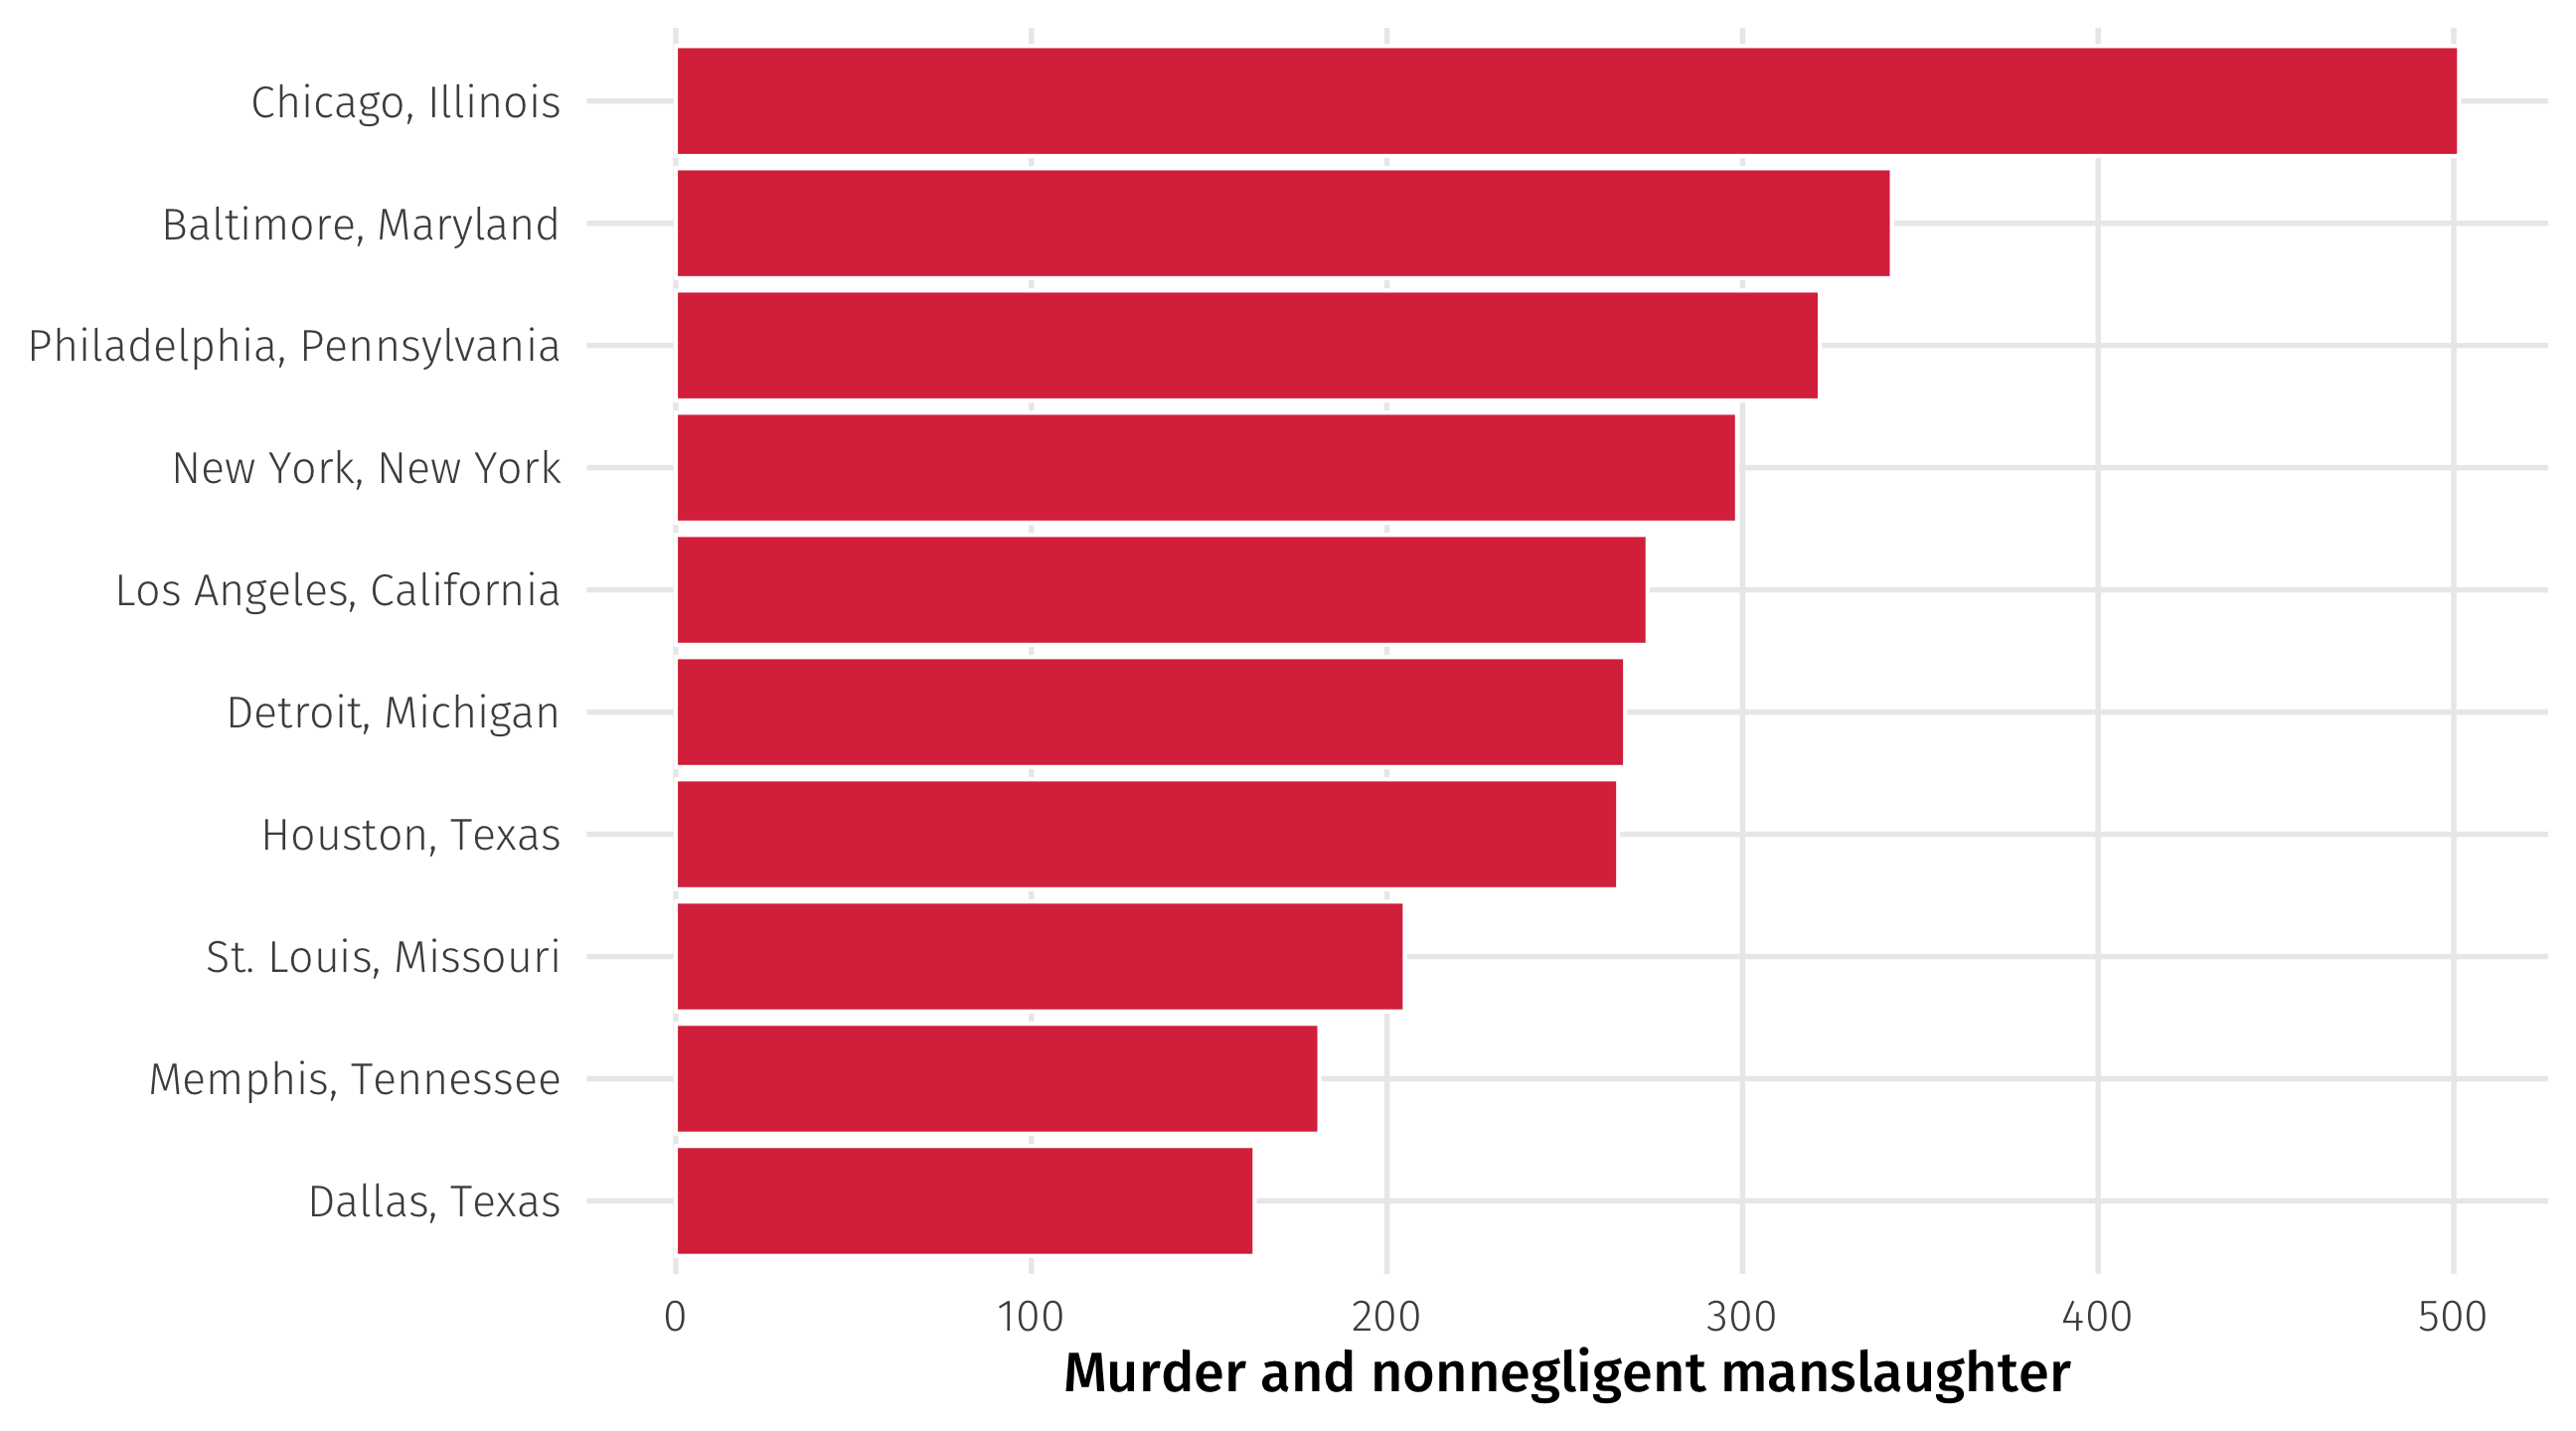 Chicago, Illinois
Baltimore, Maryland
Philadelphia, Pennsylvania
New York, New York
Los Angeles, California
Detroit, Michigan
Houston, Texas
St. Louis, Missouri
Memphis, Tennessee
Dallas, Texas
0 100 200 300 400 500
Murder and nonnegligent manslaughter